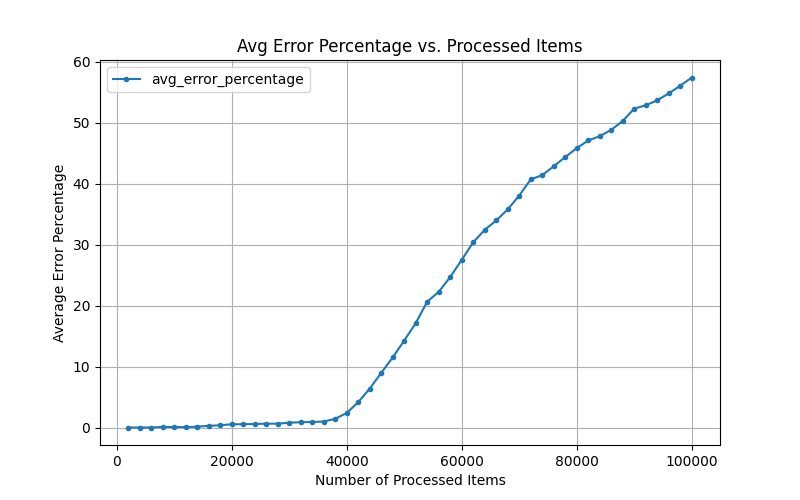 Avg Error Percentage vs. Processed Items
avg_error_percentage
Average Error Percentage
60
50
40
30
20
10
0
0 20000 40000 60000 80000 100000
Number of Processed Items